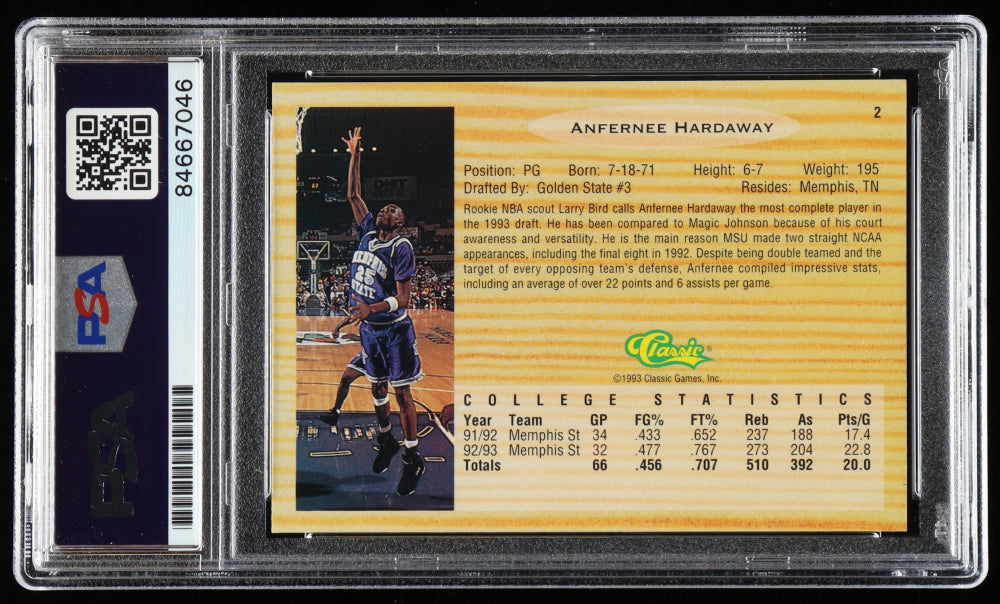 PSA
84667046
PSA
PSA
2
ANFERNEE HARDAWAY
Position: PG Born: 7-18-71 Height: 6-7 Weight: 195
Drafted By: Golden State #3 Resides: Memphis, TN
Rookie NBA scout Larry Bird calls Anfernee Hardaway the most complete player in
the 1993 draft. He has been compared to Magic Johnson because of his court
awareness and versatility. He is the main reason MSU made two straight NCAA
appearances, including the final eight in 1992. Despite being double teamed and the
target of every opposing team's defense, Anfernee compiled impressive stats,
including an average of over 22 points and 6 assists per game.
MEMPHIS
25
STATE
Classic®
©1993 Classic Games, Inc.
COLLEGE STATISTICS
Year Team GP FG% FT% Reb As Pts/G
91/92 Memphis St 34 .433 .652 237 188 17.4
92/93 Memphis St 32 .477 .767 273 204 22.8
Totals 66 .456 .707 510 392 20.0